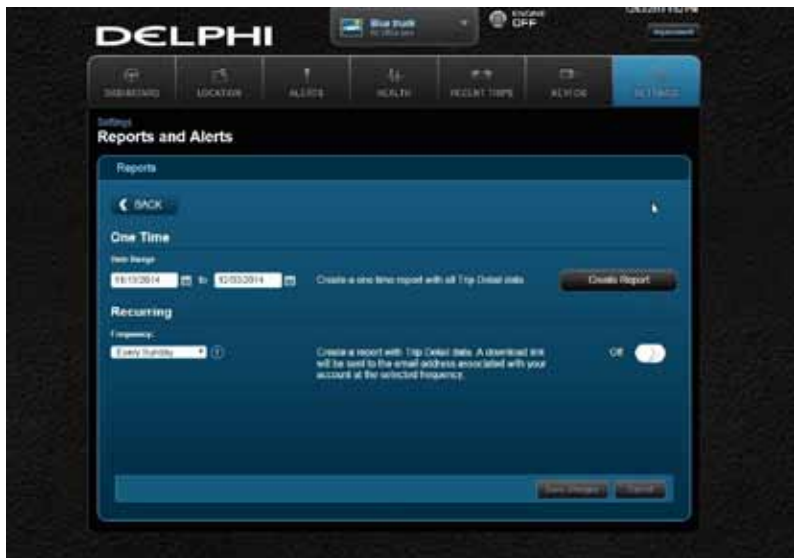 DELPHI
Blue truck
ENGINE
OFF
DASHBOARD
LOCATION
ALERTS
HEALTH
RECENT TRIPS
KEY FOB
SETTINGS
Settings
Reports and Alerts
Reports
BACK
One Time
Date Range
to
Create a one time report with all Trip Detail data
Create Report
Recurring
Frequency:
Every Sunday
Create a report with Trip Detail data. A download link
will be sent to the email address associated with your
account at the selected frequency.
Off
Save Changes
Cancel